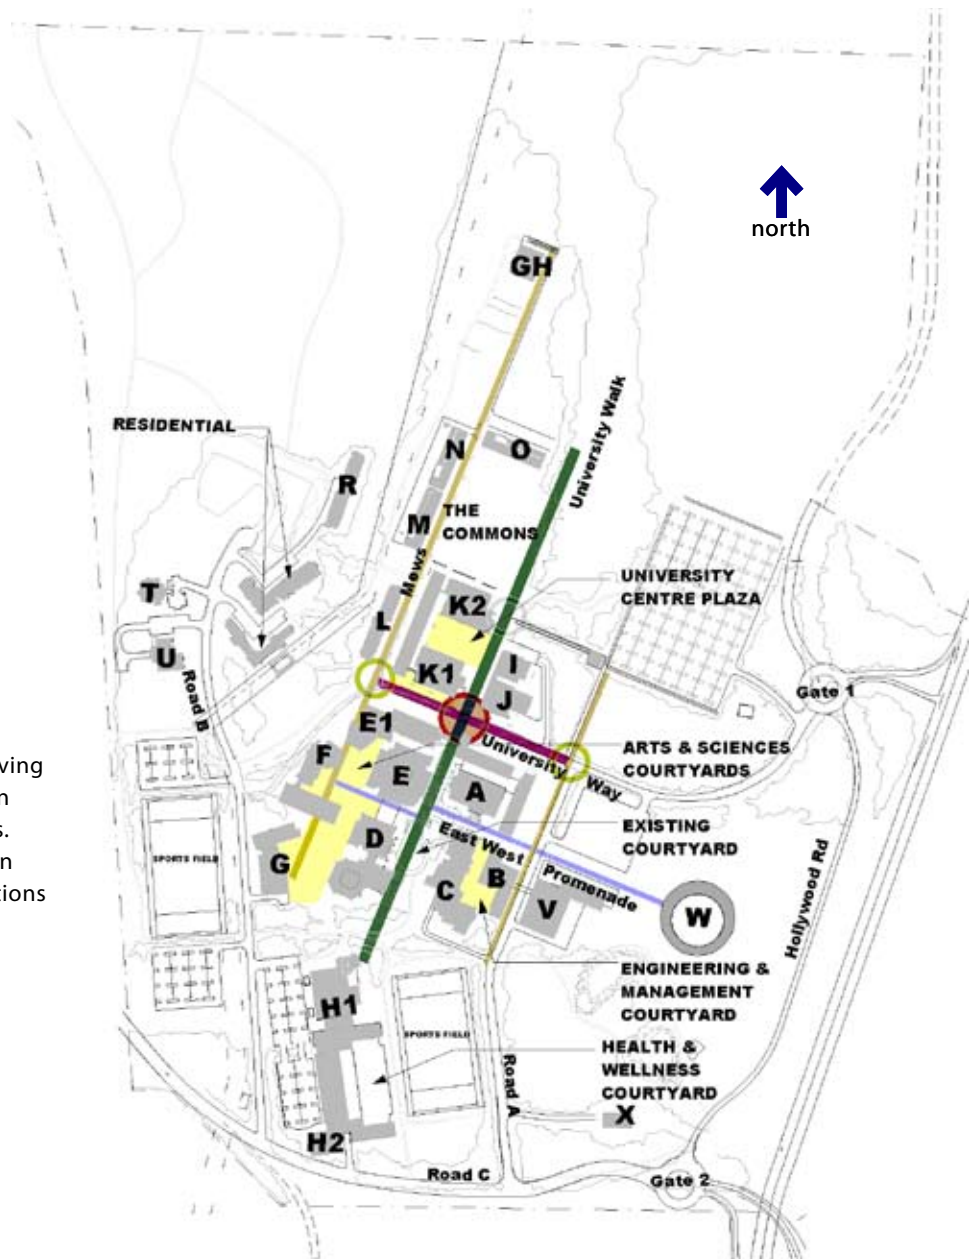 north
GH
University Walk
RESIDENTIAL
N
O
R
M
THE
COMMONS
Mews
UNIVERSITY
CENTRE PLAZA
T
K2
L
U
K1
I
J
Road B
Gate 1
E1
University
Way
ARTS & SCIENCES
COURTYARDS
F
E
A
ving
n
s.
n
tions
EXISTING
COURTYARD
East West
Promenade
D
SPORTS FIELD
G
C
B
V
W
Hollywood Rd
ENGINEERING &
MANAGEMENT
COURTYARD
H1
SPORTS FIELD
HEALTH &
WELLNESS
COURTYARD
Road A
X
H2
Road C
Gate 2